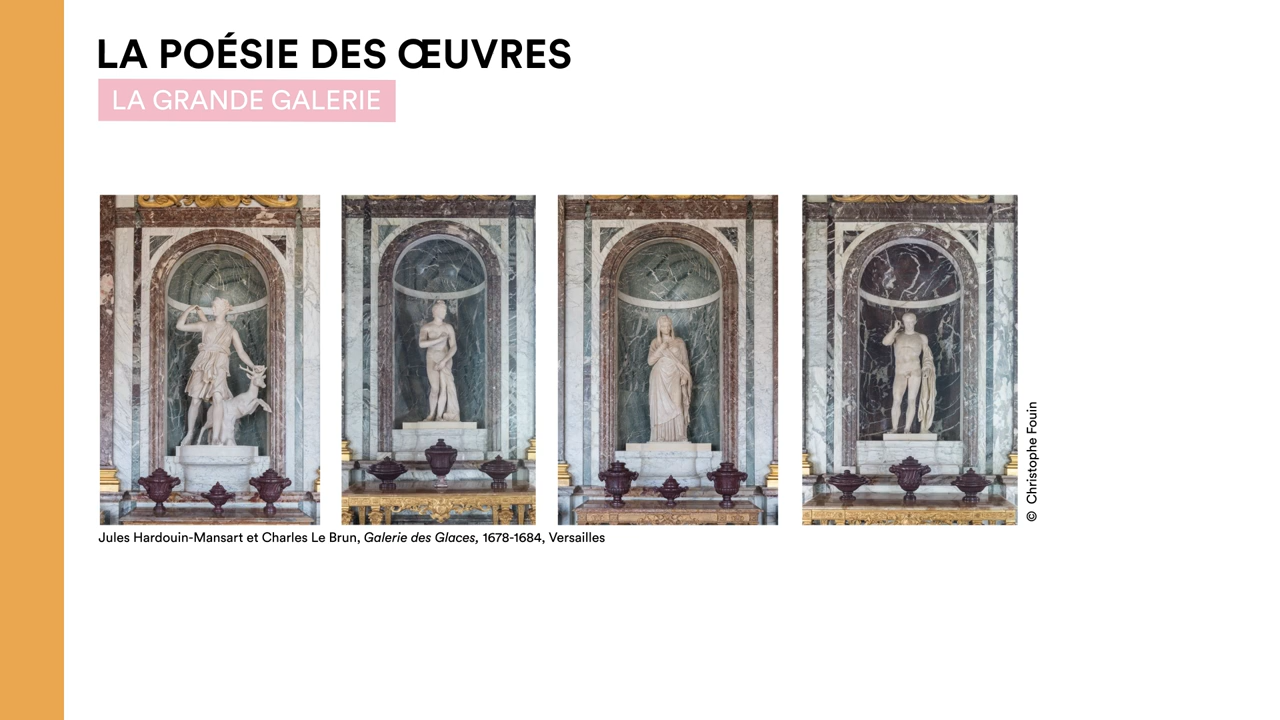 LA POÉSIE DES ŒUVRES
LA GRANDE GALERIE
© Christophe Fouin
Jules Hardouin-Mansart et Charles Le Brun, Galerie des Glaces, 1678-1684, Versailles